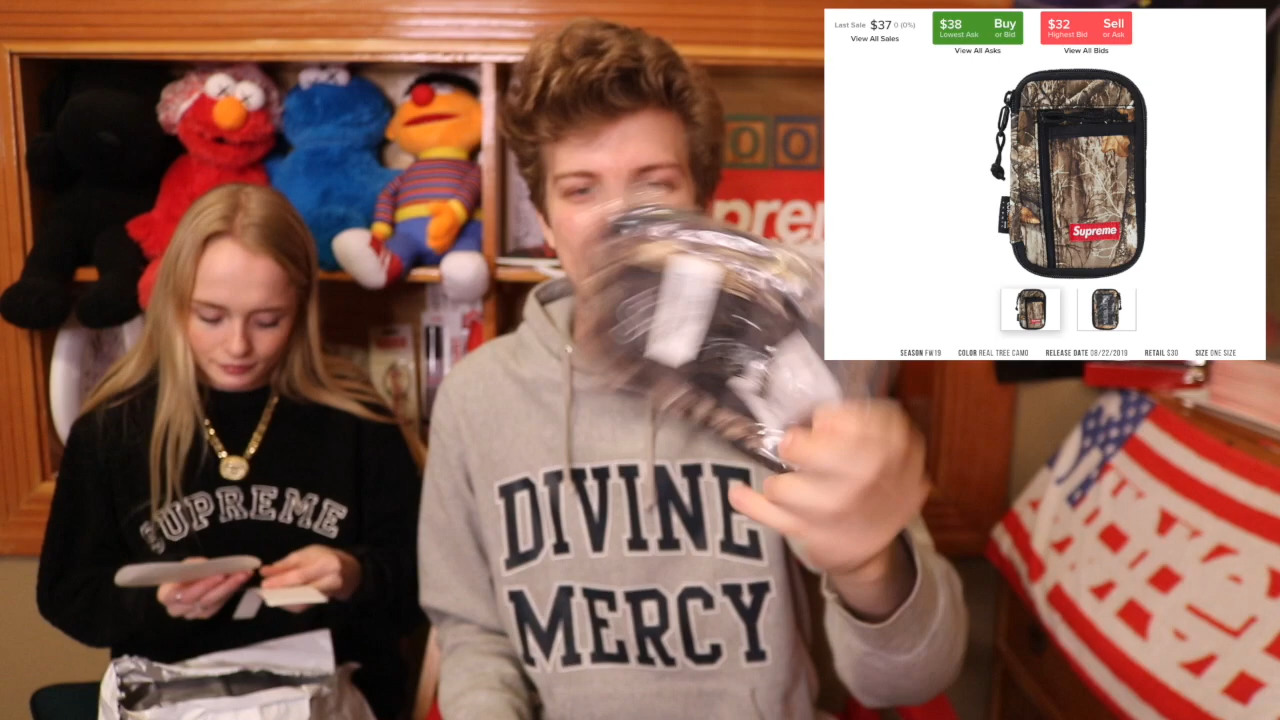 Last Sale $37 0 (0%)
View All Sales
$38 Buy
Lowest Ask or Bid
View All Asks
$32 Sell
Highest Bid or Ask
View All Bids
Supreme
SEASON FW19 COLOR REAL TREE CAMO RELEASE DATE 08/22/2019 RETAIL $30 SIZE ONE SIZE
SUPREME
DIVINE
MERCY